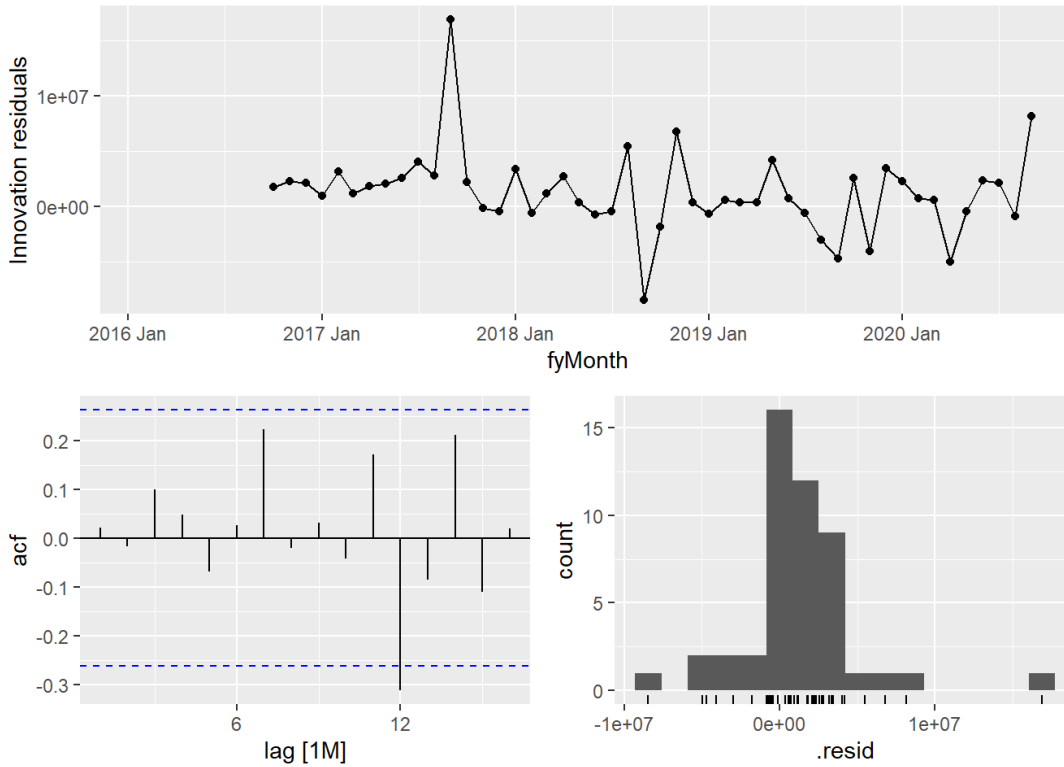 Innovation residuals
1e+07
0e+00
2016 Jan
2017 Jan
2018 Jan
2019 Jan
2020 Jan
fyMonth
acf
0.2
0.1
0.0
-0.1
-0.2
-0.3
6
12
lag [1M]
count
15
10
5
0
-1e+07
0e+00
1e+07
.resid